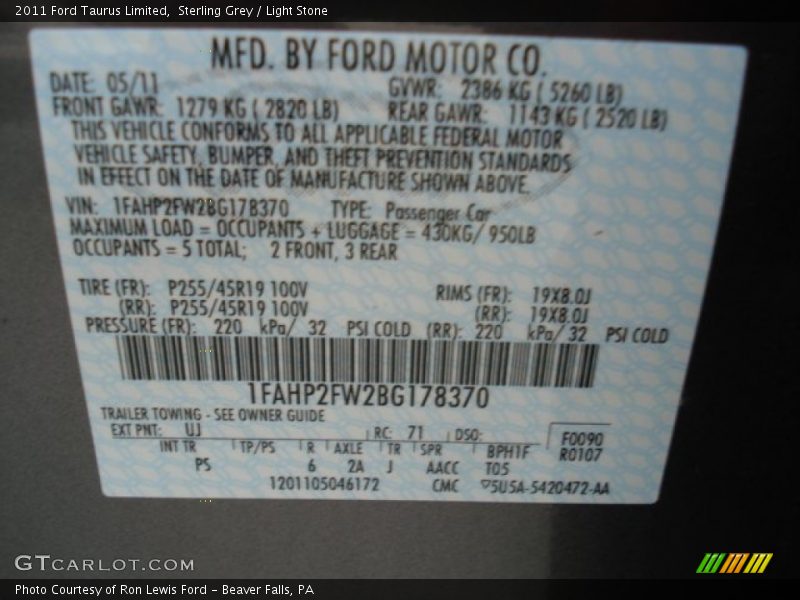 2011 Ford Taurus Limited,  Sterling Grey / Light Stone
MFD. BY FORD MOTOR CO.
DATE: 05/11 GVWR: 2386 KG ( 5260 LB)
FRONT GAWR: 1279 KG ( 2820 LB) REAR GAWR: 1143 KG ( 2520 LB)
THIS VEHICLE CONFORMS TO ALL APPLICABLE FEDERAL MOTOR
VEHICLE SAFETY, BUMPER, AND THEFT PREVENTION STANDARDS
IN EFFECT ON THE DATE OF MANUFACTURE SHOWN ABOVE.
VIN: 1FAHP2FW2BG178370 TYPE: Passenger Car
MAXIMUM LOAD = OCCUPANTS + LUGGAGE = 430KG/ 950LB
OCCUPANTS = 5 TOTAL; 2 FRONT, 3 REAR
TIRE (FR): P255/45R19 100V RIMS (FR): 19X8.0J
(RR): P255/45R19 100V (RR): 19X8.0J
PRESSURE (FR): 220 kPa/ 32 PSI COLD (RR): 220 kPa/ 32 PSI COLD
1FAHP2FW2BG178370
TRAILER TOWING - SEE OWNER GUIDE
EXT PNT: UJ RC: 71 DSO: F0090
INT TR TP/PS R AXLE TR SPR BPH1F R0107
PS 6 2A J AACC T05
1201105046172 CMC ▽5U5A-5420472-AA
GTCARLOT.COM
Photo Courtesy of Ron Lewis Ford - Beaver Falls, PA